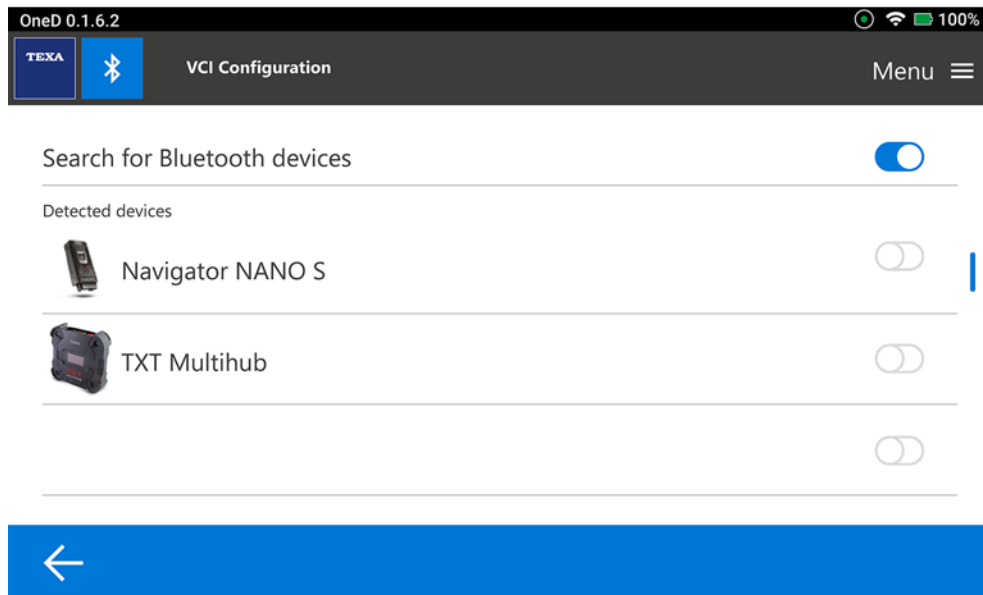 OneD 0.1.6.2 100%
TEXA VCI Configuration Menu
Search for Bluetooth devices
Detected devices
Navigator NANO S
TXT Multihub